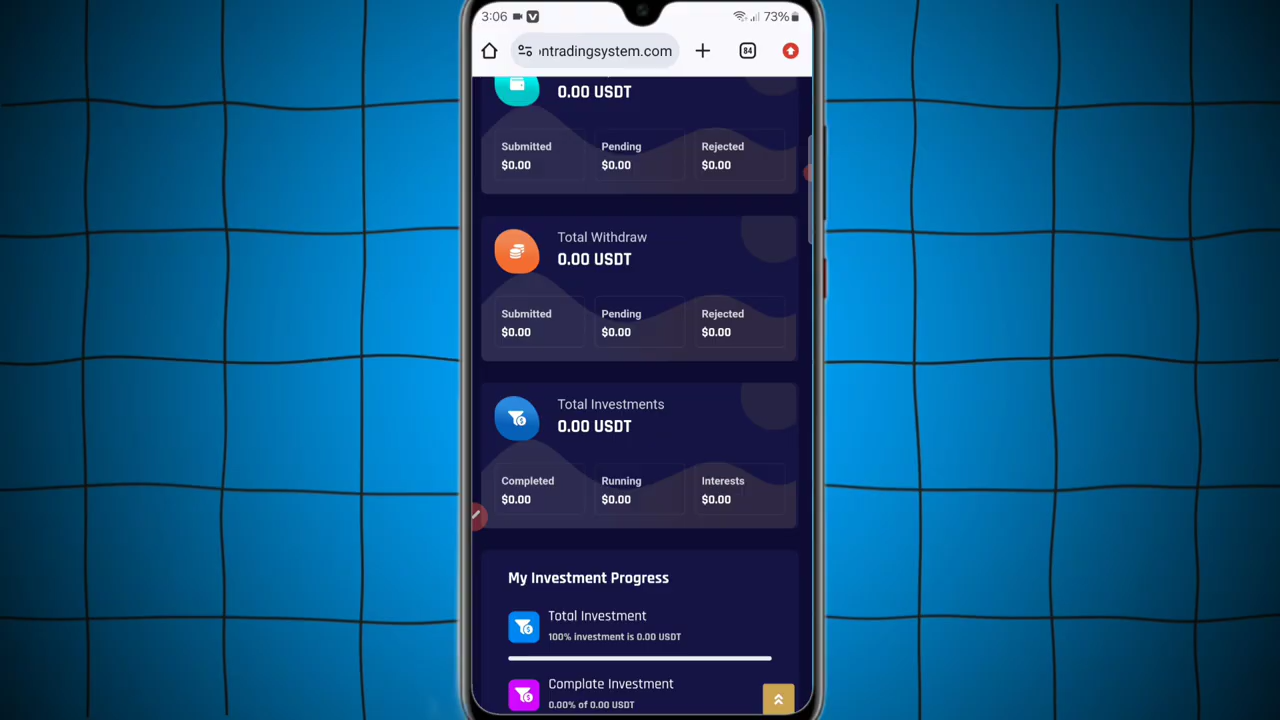 3:06
73%
ntradingsystem.com
84
0.00 USDT
Submitted Pending Rejected
$0.00 $0.00 $0.00
Total Withdraw
0.00 USDT
Submitted Pending Rejected
$0.00 $0.00 $0.00
Total Investments
0.00 USDT
Completed Running Interests
$0.00 $0.00 $0.00
My Investment Progress
Total Investment
100% investment is 0.00 USDT
Complate Investment
0.00% of 0.00 USDT